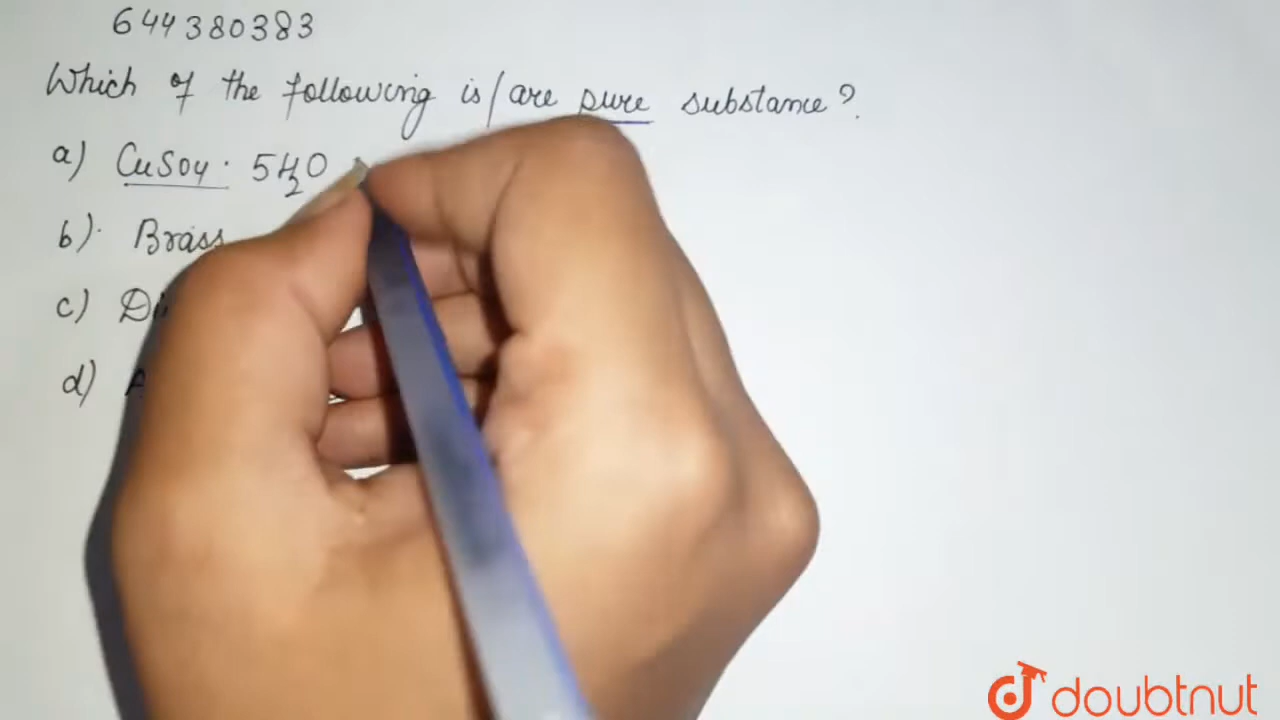 644380383
Which of the following is/are pure substance?
a) CuSO4 . 5H2O
b). Brass
c)
d)
doubtnut